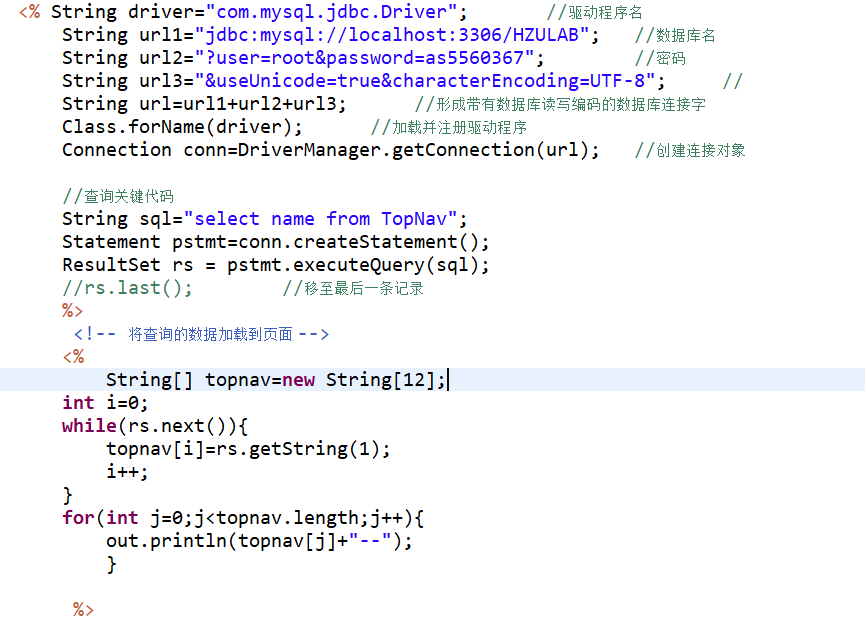 <% String driver="com.mysql.jdbc.Driver"; //驱动程序名
String url1="jdbc:mysql://localhost:3306/HZULAB"; //数据库名
String url2="?user=root&password=as5560367"; //密码
String url3="&useUnicode=true&characterEncoding=UTF-8"; //
String url=url1+url2+url3; //形成带有数据库读写编码的数据库连接字
Class.forName(driver); //加载并注册驱动程序
Connection conn=DriverManager.getConnection(url); //创建连接对象
//查询关键代码
String sql="select name from TopNav";
Statement pstmt=conn.createStatement();
ResultSet rs = pstmt.executeQuery(sql);
//rs.last(); //移至最后一条记录
%>
<!-- 将查询的数据加载到页面 -->
<%
String[] topnav=new String[12];
int i=0;
while(rs.next()){
topnav[i]=rs.getString(1);
i++;
}
for(int j=0;j<topnav.length;j++){
out.println(topnav[j]+"--");
}
%>